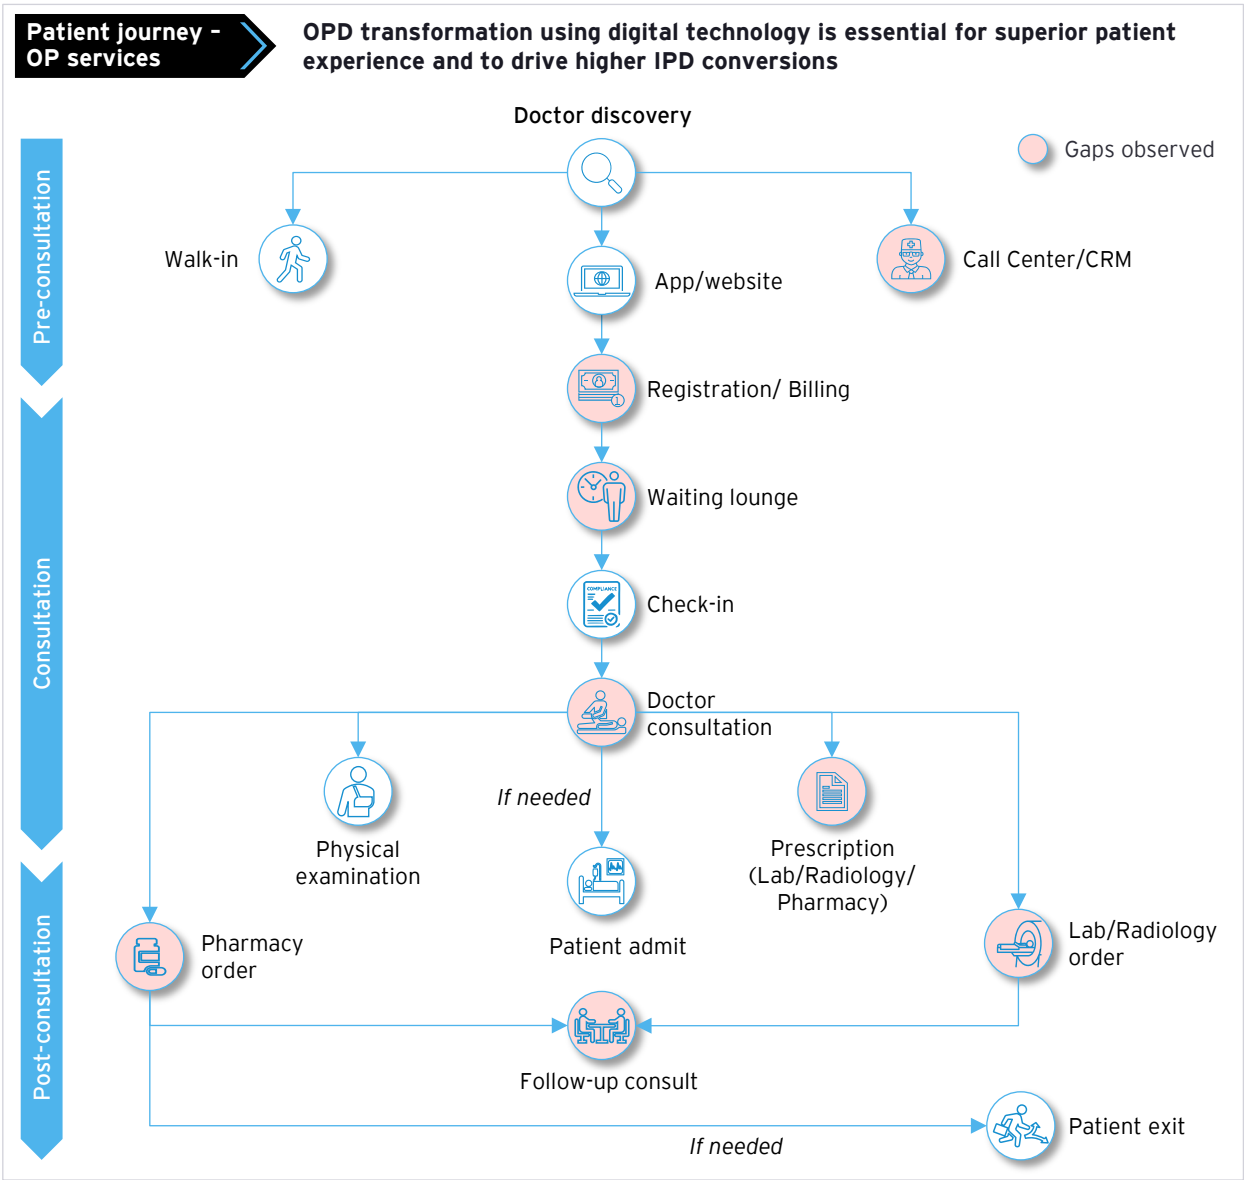 Patient journey –
OP services
OPD transformation using digital technology is essential for superior patient
experience and to drive higher IPD conversions
Doctor discovery
Gaps observed
Pre-consultation
Walk-in
App/website
Call Center/CRM
Registration/ Billing
Consultation
Waiting lounge
COMPLIANCE
Check-in
Doctor
consultation
If needed
Physical
examination
Prescription
(Lab/Radiology/
Pharmacy)
Patient admit
Post-consultation
Pharmacy
order
Lab/Radiology
order
Follow-up consult
Patient exit
If needed